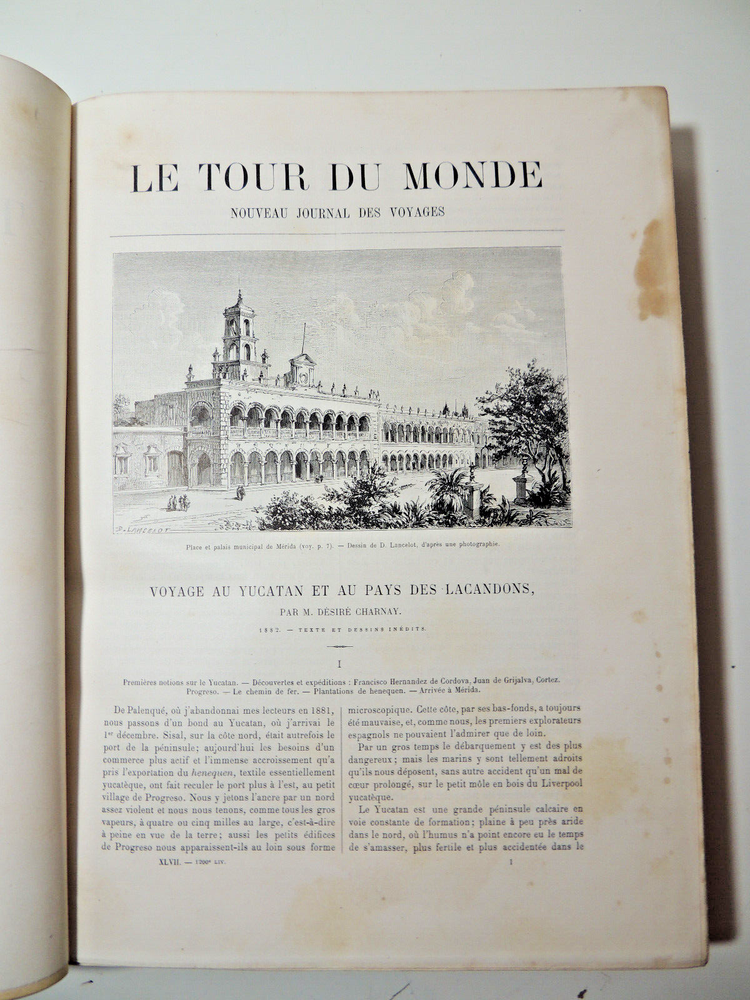 LE TOUR DU MONDE
NOUVEAU JOURNAL DES VOYAGES
D. LANCELOT
Place et palais municipal de Mérida (voy. p. 7). — Dessin de D. Lancelot, d'après une photographie.
VOYAGE AU YUCATAN ET AU PAYS DES LACANDONS,
PAR M. DÉSIRÉ CHARNAY.
1882. — TEXTE ET DESSINS INÉDITS.
I
Premières notions sur le Yucatan. — Découvertes et expéditions : Francisco Hernandez de Cordova, Juan de Grijalva, Cortez.
Progreso. — Le chemin de fer. — Plantations de henequen. — Arrivée à Mérida.
De Palenqué, où j'abandonnai mes lecteurs en 1881,
nous passons d'un bond au Yucatan, où j'arrivai le
1er décembre. Sisal, sur la côte nord, était autrefois le
port de la péninsule; aujourd'hui les besoins d'un
commerce plus actif et l'immense accroissement qu'a
pris l'exportation du henequen, textile essentiellement
yucatèque, ont fait reculer le port plus à l'est, au petit
village de Progreso. Nous y jetons l'ancre par un nord
assez violent et nous nous tenons, comme tous les gros
vapeurs, à quatre ou cinq milles au large, c'est-à-dire
à peine en vue de la terre; aussi les petits édifices
de Progreso nous apparaissent-ils au loin sous forme
microscopique. Cette côte, par ses bas-fonds, a toujours
été mauvaise, et, comme nous, les premiers explorateurs
espagnols ne pouvaient l'admirer que de loin.
Par un gros temps le débarquement y est des plus
dangereux; mais les marins y sont tellement adroits
qu'ils nous déposent, sans autre accident qu'un mal de
cœur prolongé, sur le petit môle en bois du Liverpool
yucatèque.
Le Yucatan est une grande péninsule calcaire en
voie constante de formation; plaine à peu près aride
dans le nord, où l'humus n'a point encore eu le temps
de s'amasser, plus fertile et plus accidentée dans le
XLVII. — 1200e LIV.
1